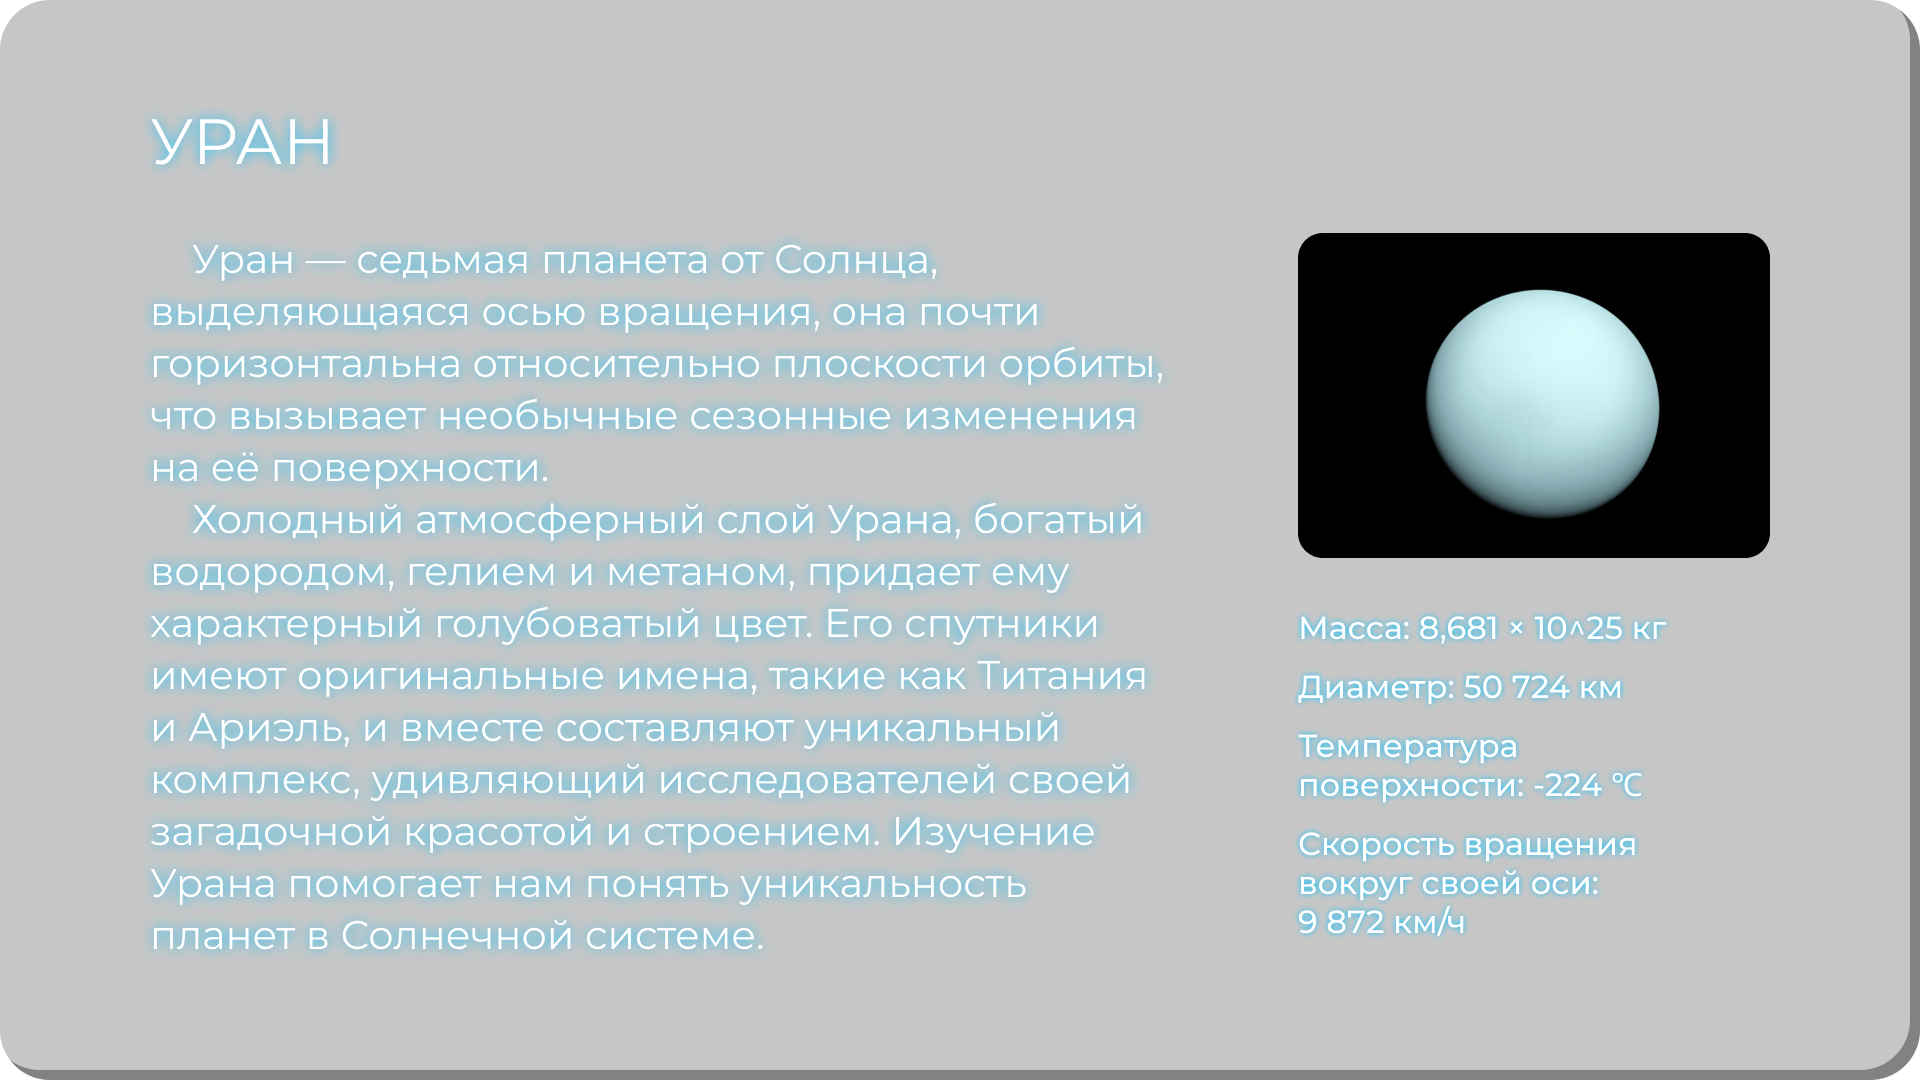 УРАН
Уран — седьмая планета от Солнца,
выделяющаяся осью вращения, она почти
горизонтальна относительно плоскости орбиты,
что вызывает необычные сезонные изменения
на её поверхности.
Холодный атмосферный слой Урана, богатый
водородом, гелием и метаном, придает ему
характерный голубоватый цвет. Его спутники
имеют оригинальные имена, такие как Титания
и Ариэль, и вместе составляют уникальный
комплекс, удивляющий исследователей своей
загадочной красотой и строением. Изучение
Урана помогает нам понять уникальность
планет в Солнечной системе.
Масса: 8,681 × 10^25 кг
Диаметр: 50 724 км
Температура
поверхности: -224 ℃
Скорость вращения
вокруг своей оси:
9 872 км/ч